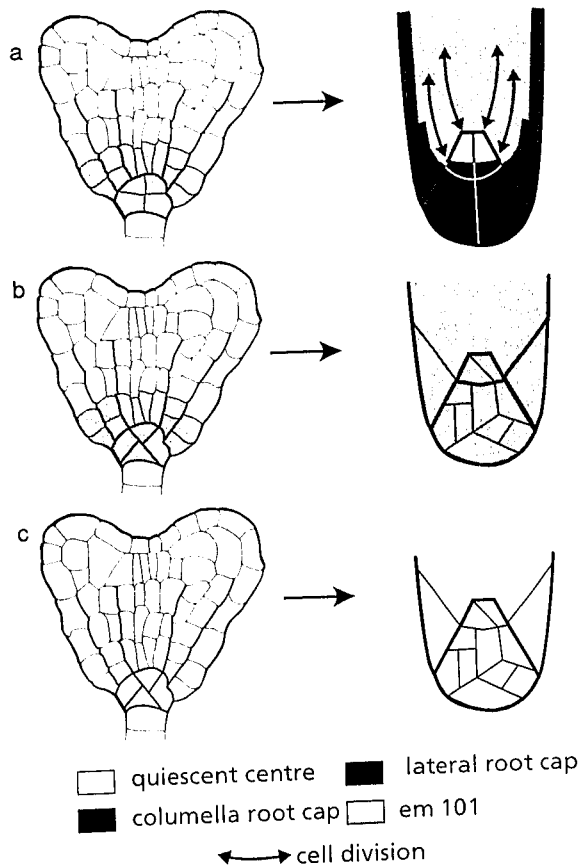 a
b
c
quiescent centre
lateral root cap
columella root cap
em 101
cell division